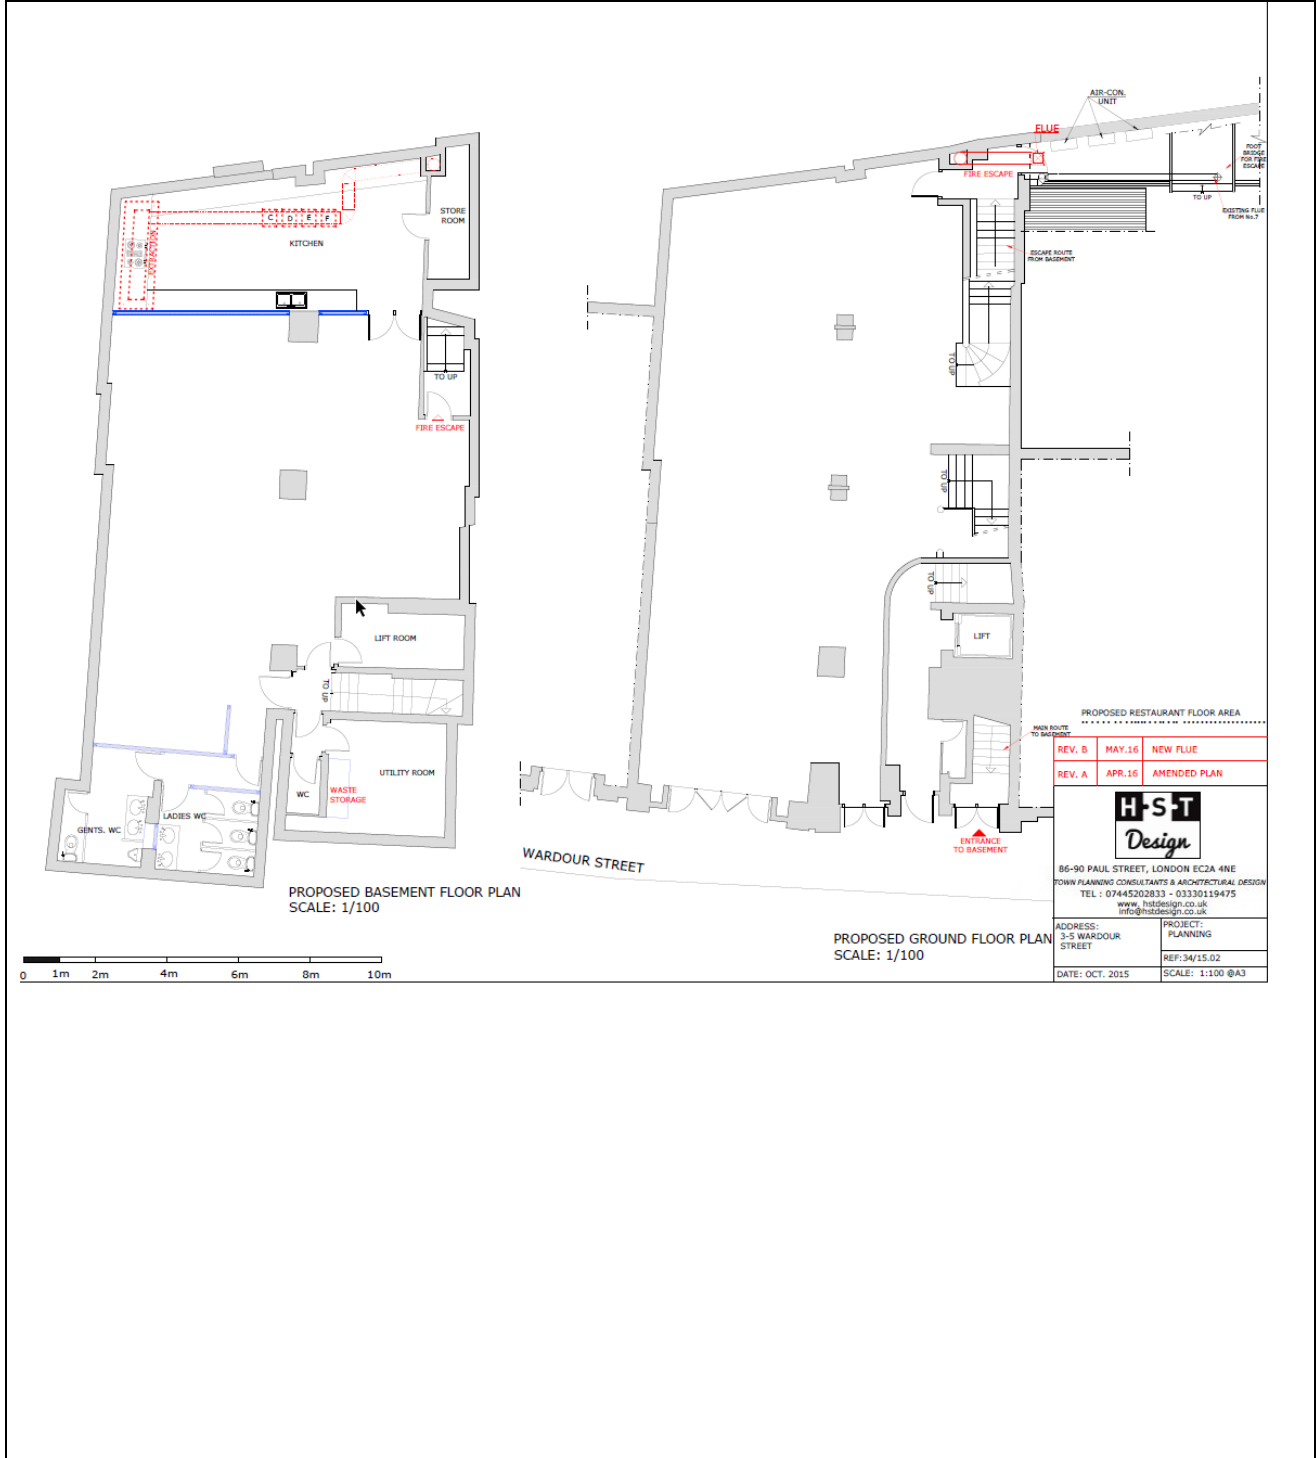 AIR-CON.
UNIT
FLUE
FOOT
BRIDGE
FOR FIRE
ESCAPE
FIRE ESCAPE
TO UP
EXISTING FLUE
FROM No.7
STORE
ROOM
C D E F
KITCHEN
EXTRACTION
ESCAPE ROUTE
FROM BASEMENT
TO UP
TO UP
FIRE ESCAPE
TO UP
TO UP
LIFT ROOM
LIFT
TO UP
MAIN ROUTE
TO BASEMENT
UTILITY ROOM
WC
WASTE
STORAGE
GENTS. WC
LADIES WC
ENTRANCE
TO BASEMENT
WARDOUR STREET
PROPOSED BASEMENT FLOOR PLAN
SCALE: 1/100
PROPOSED GROUND FLOOR PLAN
SCALE: 1/100
0 1m 2m 4m 6m 8m 10m
PROPOSED RESTAURANT FLOOR AREA
REV. B MAY.16 NEW FLUE
REV. A APR.16 AMENDED PLAN
H-S-T
Design
86-90 PAUL STREET, LONDON EC2A 4NE
TOWN PLANNING CONSULTANTS & ARCHITECTURAL DESIGN
TEL : 07445202833 - 03330119475
www. hstdesign.co.uk
info@hstdesign.co.uk
ADDRESS:
3-5 WARDOUR
STREET
PROJECT:
PLANNING
REF:34/15.02
DATE: OCT. 2015
SCALE: 1:100 @A3